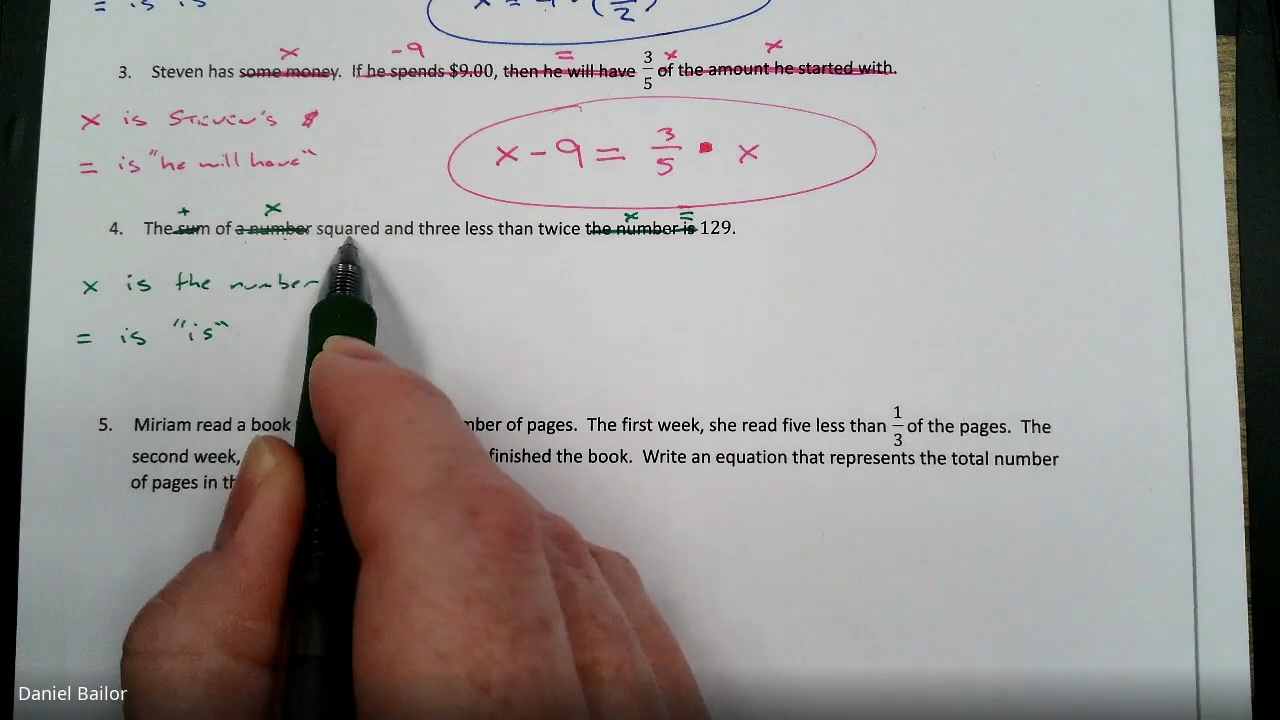 = is is x = 4 · (_/2)
x -9 = x x
3. Steven has some money. If he spends $9.00, then he will have 3/5 of the amount he started with.
x is Steven's $
x - 9 = 3/5 · x
= is "he will have"
+ x x =
4. The sum of a number squared and three less than twice the number is 129.
x is the number
= is "is"
5. Miriam read a book mber of pages. The first week, she read five less than 1/3 of the pages. The
second week, finished the book. Write an equation that represents the total number
of pages in th
Daniel Bailor